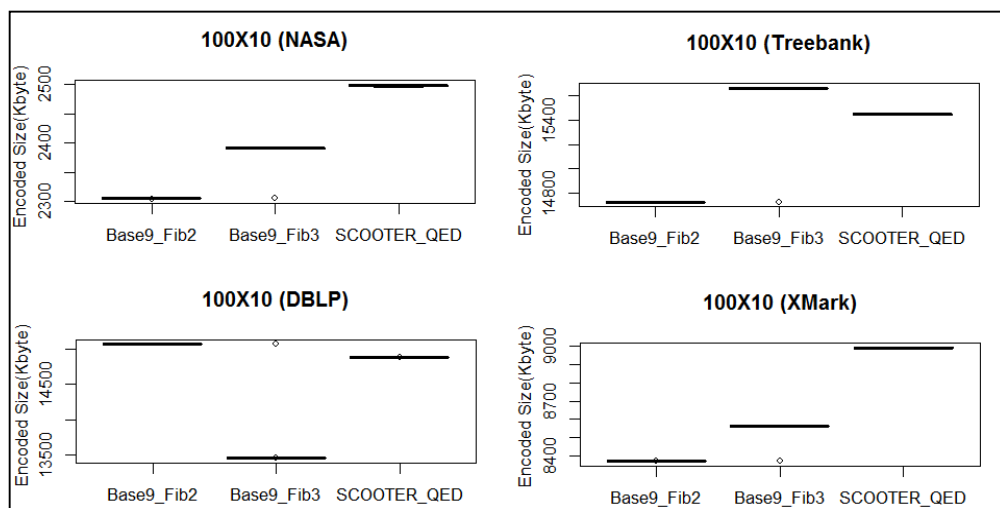 100X10 (NASA)
Encoded Size(Kbyte)
2500
2400
2300
Base9_Fib2 Base9_Fib3 SCOOTER_QED
100X10 (Treebank)
Encoded Size(Kbyte)
15400
14800
Base9_Fib2 Base9_Fib3 SCOOTER_QED
100X10 (DBLP)
Encoded Size(Kbyte)
14500
13500
Base9_Fib2 Base9_Fib3 SCOOTER_QED
100X10 (XMark)
Encoded Size(Kbyte)
9000
8700
8400
Base9_Fib2 Base9_Fib3 SCOOTER_QED